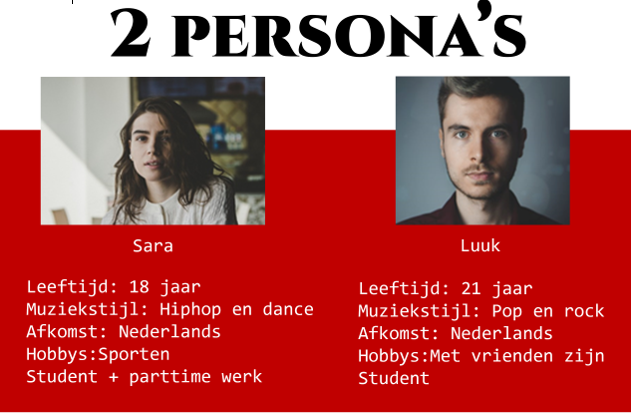 2 PERSONA'S
Sara
Leeftijd: 18 jaar
Muziekstijl: Hiphop en dance
Afkomst: Nederlands
Hobbys:Sporten
Student + parttime werk
Luuk
Leeftijd: 21 jaar
Muziekstijl: Pop en rock
Afkomst: Nederlands
Hobbys:Met vrienden zijn
Student